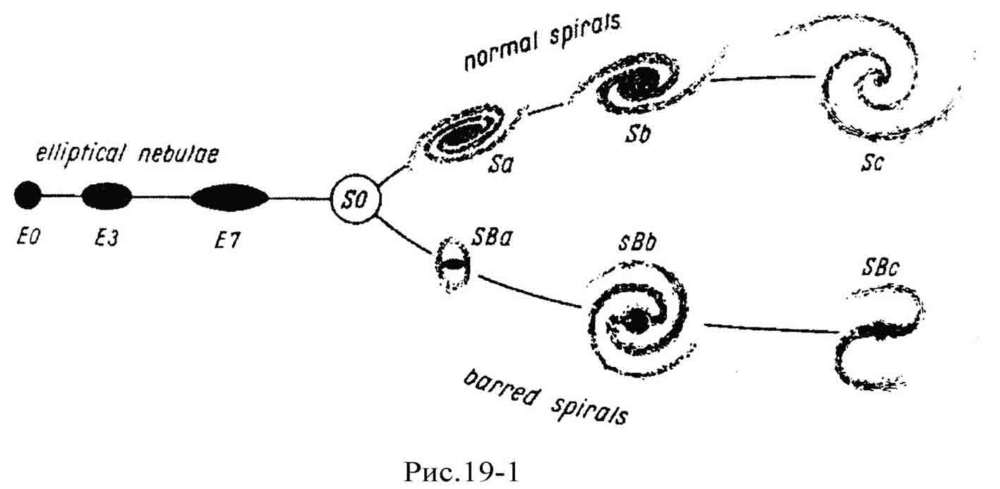 normal spirals
elliptical nebulae
E0
E3
E7
S0
Sa
Sb
Sc
SBa
sBb
SBc
barred spirals
Рис.19-1